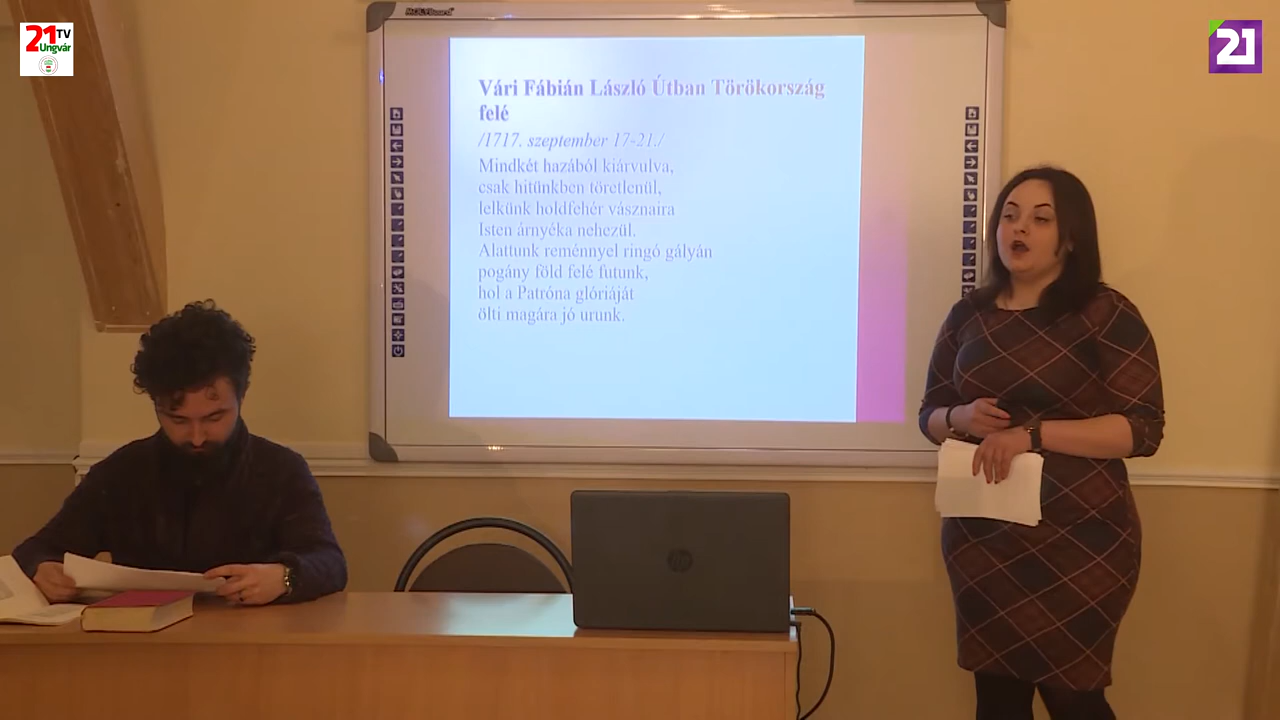 MOLYBoard
21 TV
Ungvár
21
Vári Fábián László Útban Törökország
felé
/1717. szeptember 17-21./
Mindkét hazából kiárvulva,
csak hitünkben töretlenül,
lelkünk holdfehér vásznaira
Isten árnyéka nehezül.
Alattunk reménnyel ringó gályán
pogány föld felé futunk,
hol a Patróna glóriáját
ölti magára jó urunk.
hp